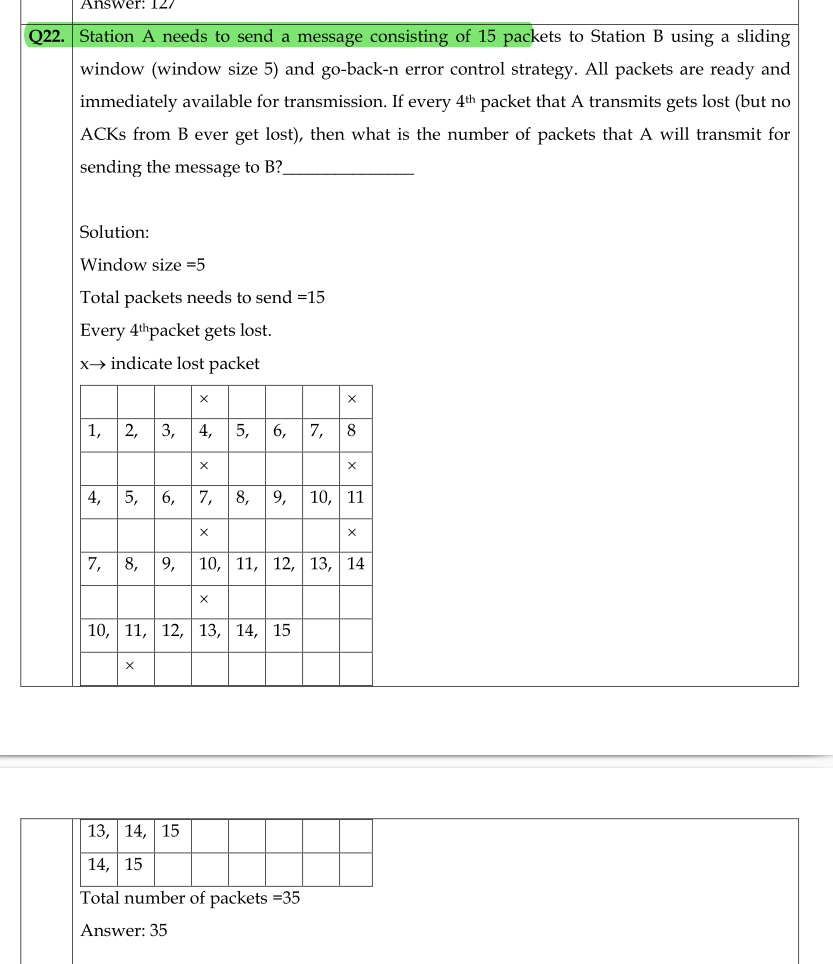 Answer: 127
Q22. Station A needs to send a message consisting of 15 packets to Station B using a sliding
window (window size 5) and go-back-n error control strategy. All packets are ready and
immediately available for transmission. If every 4th packet that A transmits gets lost (but no
ACKs from B ever get lost), then what is the number of packets that A will transmit for
sending the message to B?_______________
Solution:
Window size =5
Total packets needs to send =15
Every 4thpacket gets lost.
x→ indicate lost packet
× ×
1, 2, 3, 4, 5, 6, 7, 8
× ×
4, 5, 6, 7, 8, 9, 10, 11
× ×
7, 8, 9, 10, 11, 12, 13, 14
×
10, 11, 12, 13, 14, 15
×
13, 14, 15
14, 15
Total number of packets =35
Answer: 35